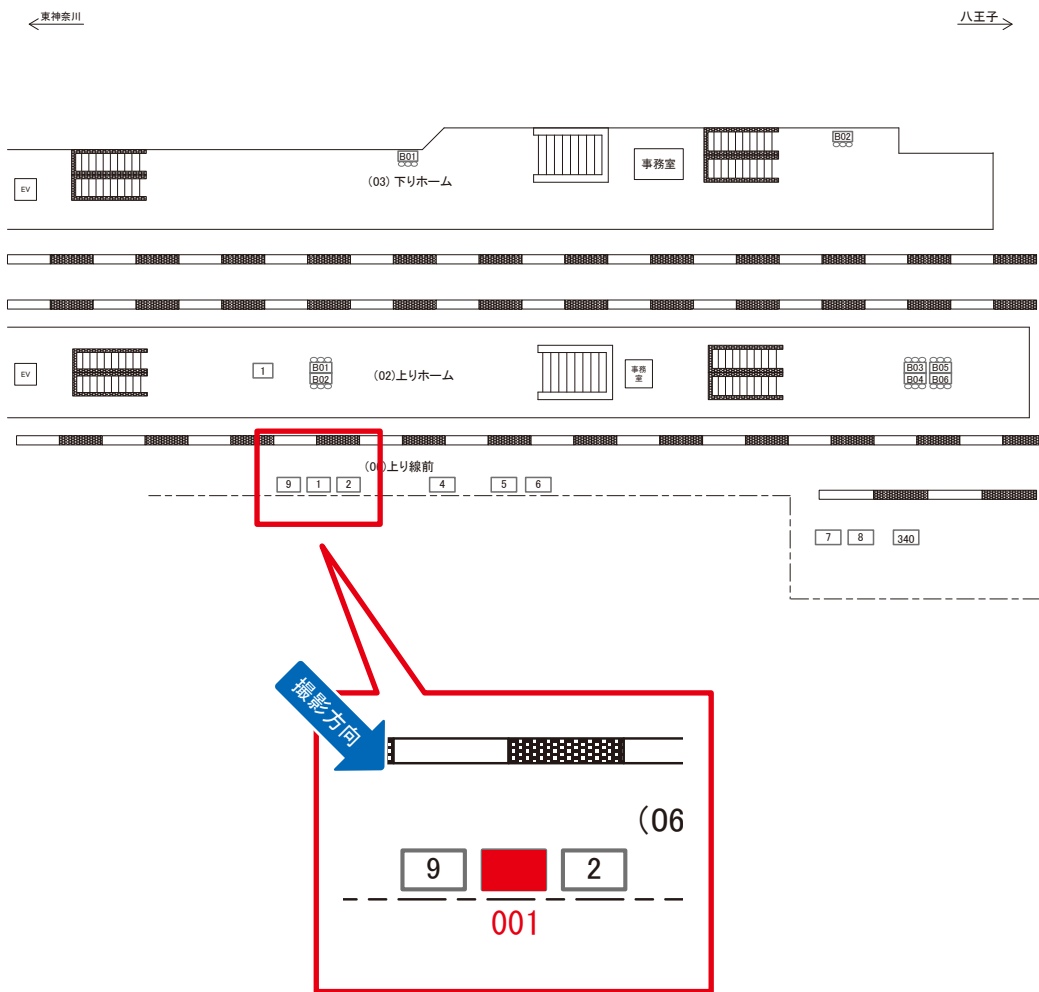 東神奈川
八王子
B01
B02
事務室
EV
(03) 下りホーム
EV
1
B01
B02
(02)上りホーム
事務
室
B03
B05
B04
B06
(06)上り線前
9
1
2
4
5
6
7
8
340
撮影方向
(06
9
2
001